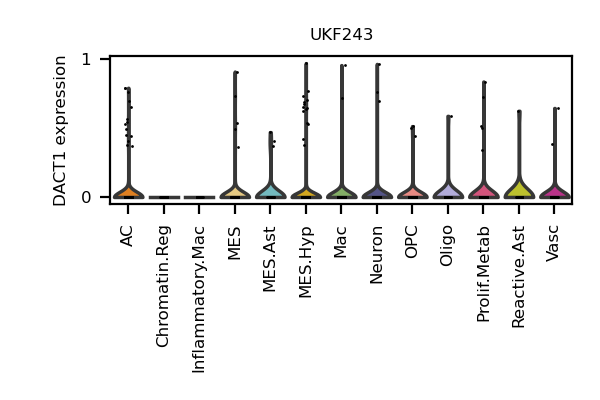 UKF243
DACT1 expression
1
0
AC
Chromatin.Reg
Inflammatory.Mac
MES
MES.Ast
MES.Hyp
Mac
Neuron
OPC
Oligo
Prolif.Metab
Reactive.Ast
Vasc